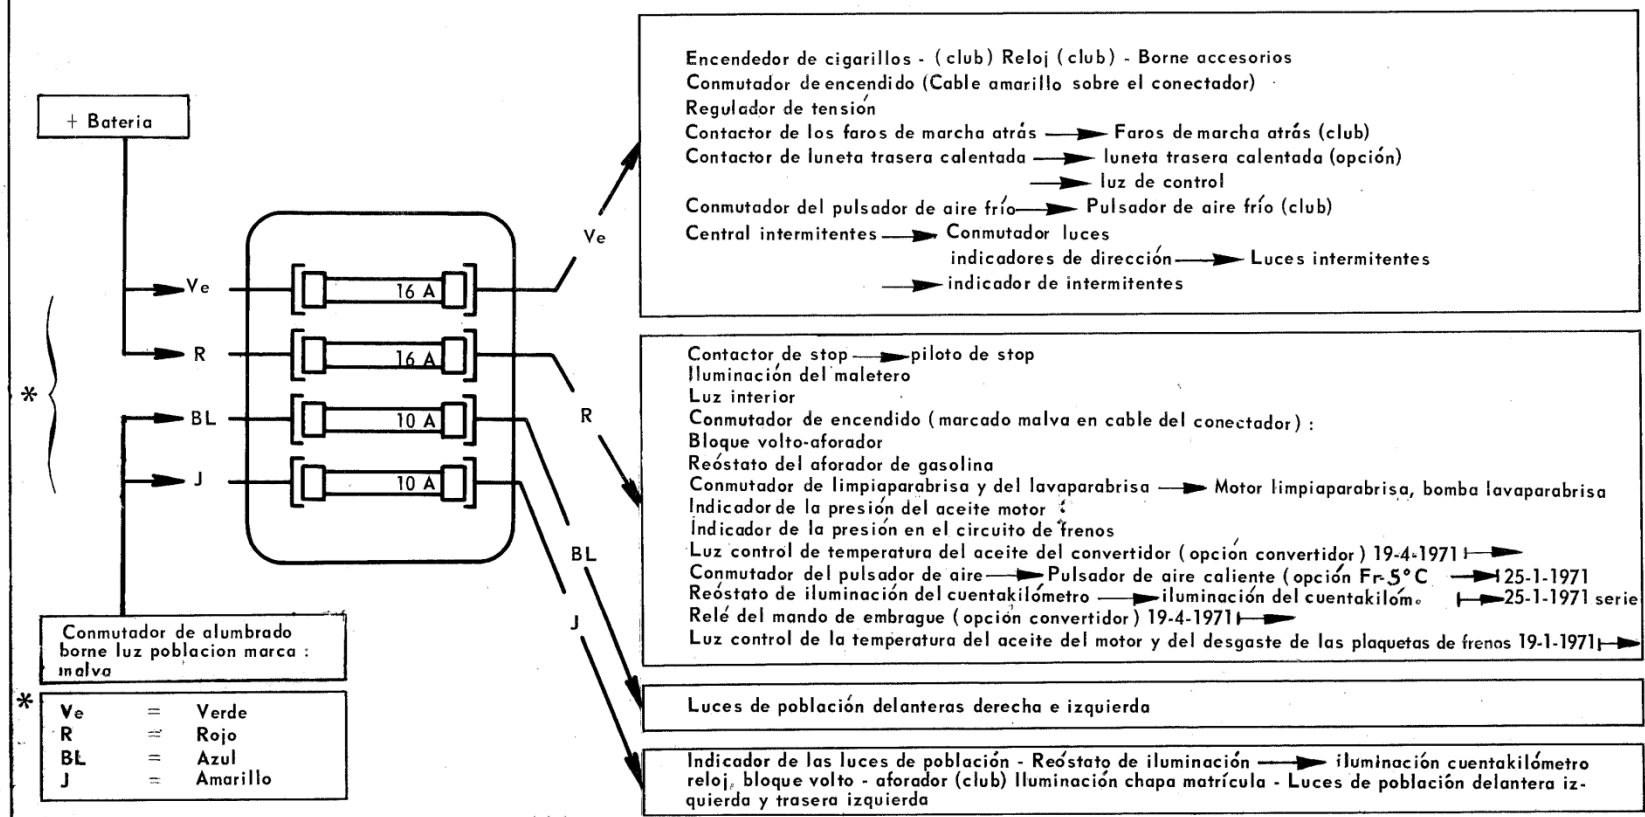 + Bateria
Ve
R
BL
J
16 A
16 A
10 A
10 A
Ve
R
BL
J
Encendedor de cigarillos - (club) Reloj (club) - Borne accesorios
Conmutador de encendido (Cable amarillo sobre el conectador)
Regulador de tensión
Contactor de los faros de marcha atrás → Faros de marcha atrás (club)
Contactor de luneta trasera calentada → luneta trasera calentada (opción)
→ luz de control
Conmutador del pulsador de aire frío → Pulsador de aire frío (club)
Central intermitentes → Conmutador luces
indicadores de dirección → Luces intermitentes
→ indicador de intermitentes
Contactor de stop → piloto de stop
Iluminación del maletero
Luz interior
Conmutador de encendido (marcado malva en cable del conectador) :
Bloque volto-aforador
Reóstato del aforador de gasolina
Conmutador de limpiaparabrisa y del lavaparabrisa → Motor limpiaparabrisa, bomba lavaparabrisa
Indicador de la presión del aceite motor :
Indicador de la presión en el circuito de frenos
Luz control de temperatura del aceite del convertidor (opción convertidor) 19-4-1971 →
Conmutador del pulsador de aire → Pulsador de aire caliente (opción Fr-5°C → 25-1-1971
Reóstato de iluminación del cuentakilómetro → iluminación del cuentakilóm. → 25-1-1971 serie
Relé del mando de embrague (opción convertidor) 19-4-1971 →
Luz control de la temperatura del aceite del motor y del desgaste de las plaquetas de frenos 19-1-1971 →
Luces de población delanteras derecha e izquierda
Indicador de las luces de población - Reóstato de iluminación → iluminación cuentakilómetro
reloj, bloque volto - aforador (club) Iluminación chapa matrícula - Luces de población delantera iz-
quierda y trasera izquierda
Conmutador de alumbrado
borne luz poblacion marca :
malva
*
*
Ve = Verde
R = Rojo
BL = Azul
J = Amarillo